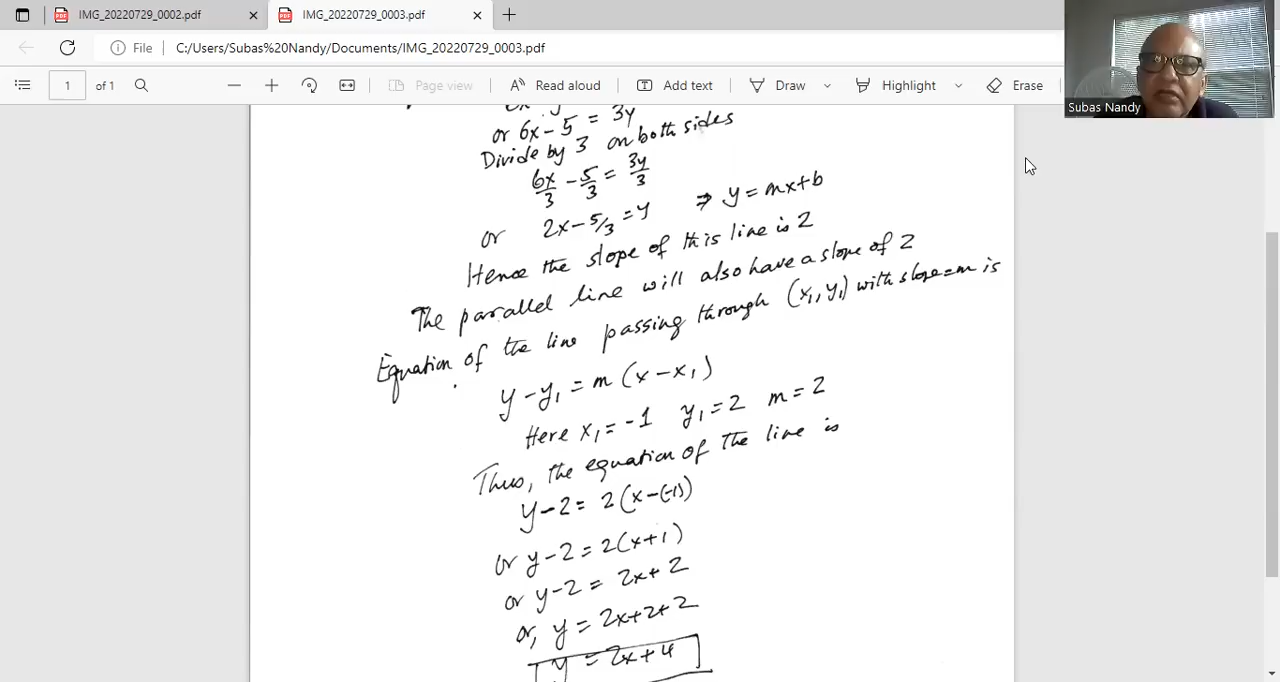 IMG_20220729_0002.pdf
IMG_20220729_0003.pdf
File
C:/Users/Subas%20Nandy/Documents/IMG_20220729_0003.pdf
1 of 1
Page view
Read aloud
Add text
Draw
Highlight
Erase
Subas Nandy
or 6x - 5 = 3y
Divide by 3 on both sides
6x/3 - 5/3 = 3y/3
or 2x - 5/3 = y ⇒ y = mx+b
Hence the slope of this line is 2
The parallel line will also have a slope of 2
Equation of the line passing through (x₁, y₁) with slope=m is
y - y₁ = m (x - x₁)
Here x₁ = -1 y₁ = 2 m = 2
Thus, the equation of the line is
y - 2 = 2 (x - (-1))
or y - 2 = 2(x+1)
or y - 2 = 2x + 2
or, y = 2x+2+2
y = 2x+4